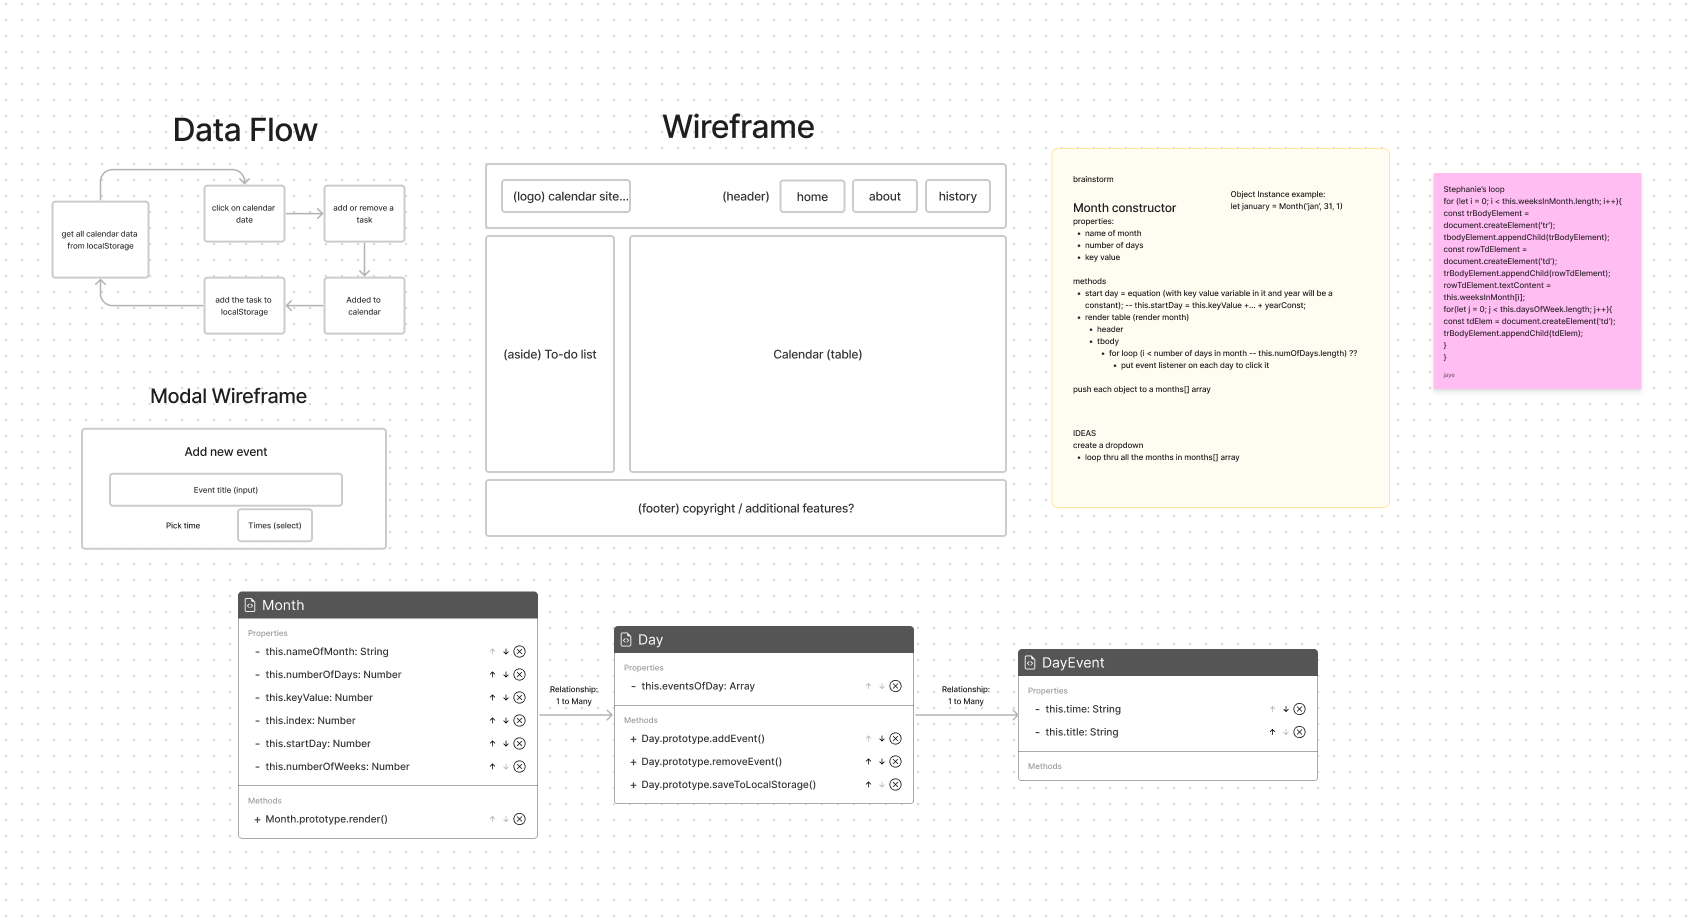 Data Flow
get all calendar data
from localStorage
click on calendar
date
add or remove a
task
add the task to
localStorage
Added to
calendar
Modal Wireframe
Add new event
Event title (input)
Pick time
Times (select)
Wireframe
(logo) calendar site...
(header)
home
about
history
(aside) To-do list
Calendar (table)
(footer) copyright / additional features?
brainstorm
Object Instance example:
let january = Month('jan', 31, 1)
Month constructor
properties:
• name of month
• number of days
• key value
methods
• start day = equation (with key value variable in it and year will be a
constant); -- this.startDay = this.keyValue +... + yearConst;
• render table (render month)
• header
• tbody
• for loop (i < number of days in month -- this.numOfDays.length) ??
• put event listener on each day to click it
push each object to a months[] array
IDEAS
create a dropdown
• loop thru all the months in months[] array
Stephanie's loop
for (let i = 0; i < this.weeksInMonth.length; i++){
const trBodyElement =
document.createElement('tr');
tbodyElement.appendChild(trBodyElement);
const rowTdElement =
document.createElement('td');
trBodyElement.appendChild(rowTdElement);
rowTdElement.textContent =
this.weeksInMonth[i];
for(let j = 0; j < this.daysOfWeek.length; j++){
const tdElem = document.createElement('td');
trBodyElement.appendChild(tdElem);
}
}
jaye
Month
Properties
- this.nameOfMonth: String
- this.numberOfDays: Number
- this.keyValue: Number
- this.index: Number
- this.startDay: Number
- this.numberOfWeeks: Number
Methods
+ Month.prototype.render()
Relationship:
1 to Many
Day
Properties
- this.eventsOfDay: Array
Methods
+ Day.prototype.addEvent()
+ Day.prototype.removeEvent()
+ Day.prototype.saveToLocalStorage()
Relationship:
1 to Many
DayEvent
Properties
- this.time: String
- this.title: String
Methods